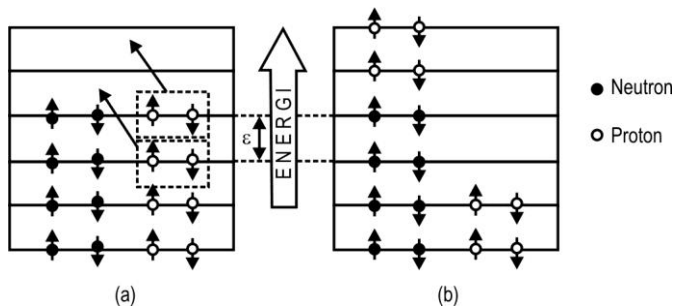 ENERGI
ε
Neutron
Proton
(a)
(b)